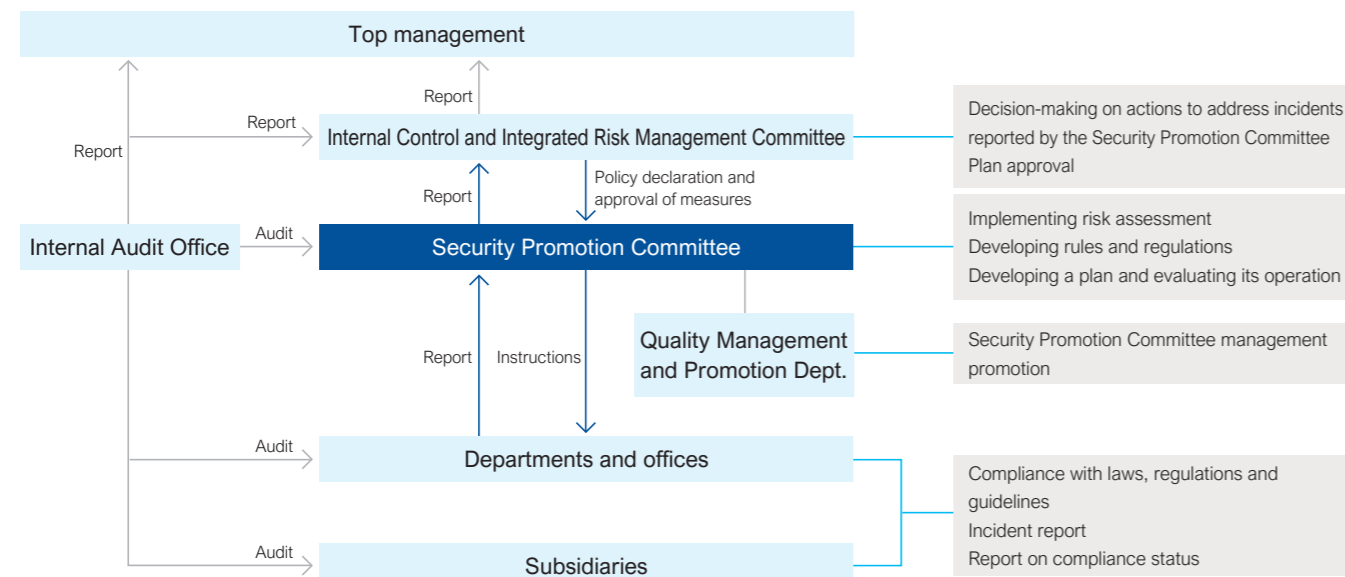 Top management
Report
Report
Report
Internal Control and Integrated Risk Management Committee
Decision-making on actions to address incidents
reported by the Security Promotion Committee
Plan approval
Report
Policy declaration and
approval of measures
Internal Audit Office
Audit
Security Promotion Committee
Implementing risk assessment
Developing rules and regulations
Developing a plan and evaluating its operation
Report
Instructions
Quality Management
and Promotion Dept.
Security Promotion Committee management
promotion
Audit
Departments and offices
Compliance with laws, regulations and
guidelines
Incident report
Report on compliance status
Audit
Subsidiaries